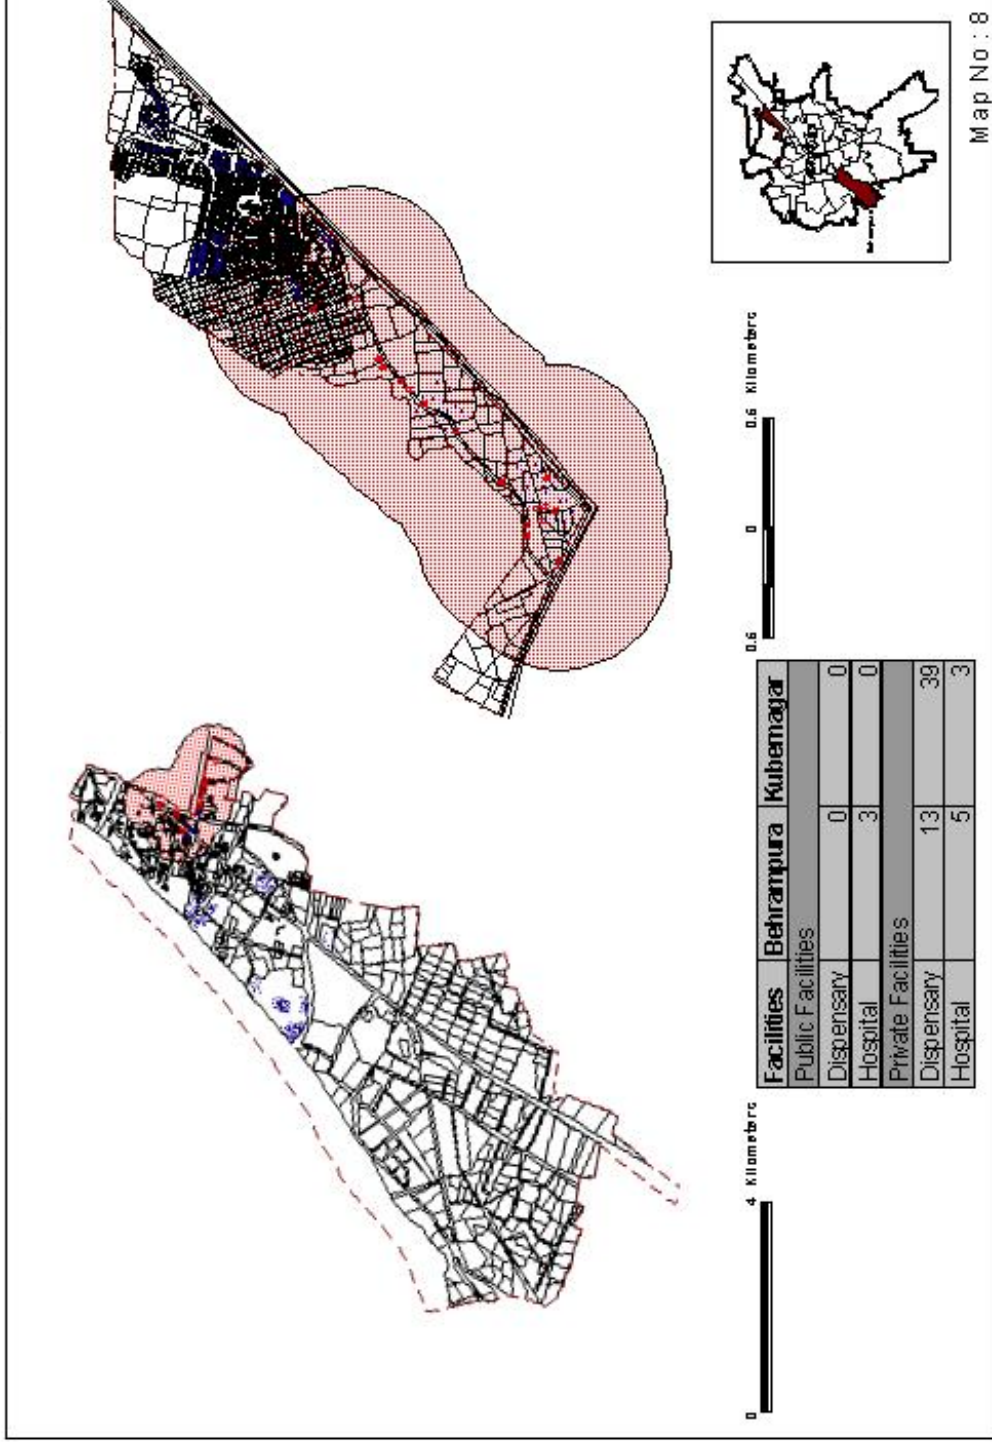 0 4 Kilometers
0.6 0 0.6 Kilometers
Facilities Behrampura Kubernagar
Public Facilities
Dispensary 0 0
Hospital 3 0
Private Facilities
Dispensary 13 39
Hospital 5 3
Map No : 8